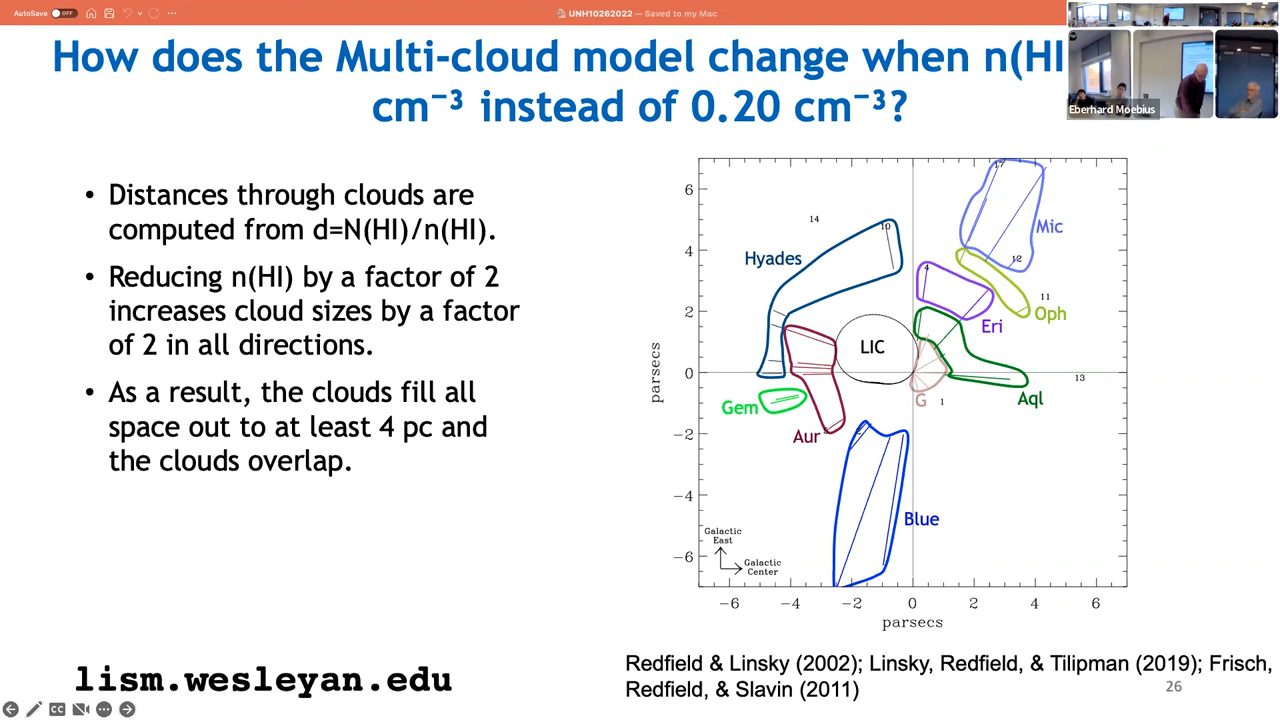 AutoSave OFF
UNH10262022 — Saved to my Mac
How does the Multi-cloud model change when n(HI
cm⁻³ instead of 0.20 cm⁻³?
Eberhard Moebius
• Distances through clouds are
computed from d=N(HI)/n(HI).
• Reducing n(HI) by a factor of 2
increases cloud sizes by a factor
of 2 in all directions.
• As a result, the clouds fill all
space out to at least 4 pc and
the clouds overlap.
parsecs
6
4
2
0
−2
−4
−6
17
Mic
14
10
Hyades
12
4
11
Oph
Eri
LIC
13
Gem
G
1
Aql
Aur
Blue
Galactic
East
Galactic
Center
−6 −4 −2 0 2 4 6
parsecs
lism.wesleyan.edu
Redfield & Linsky (2002); Linsky, Redfield, & Tilipman (2019); Frisch,
Redfield, & Slavin (2011)
26
CC